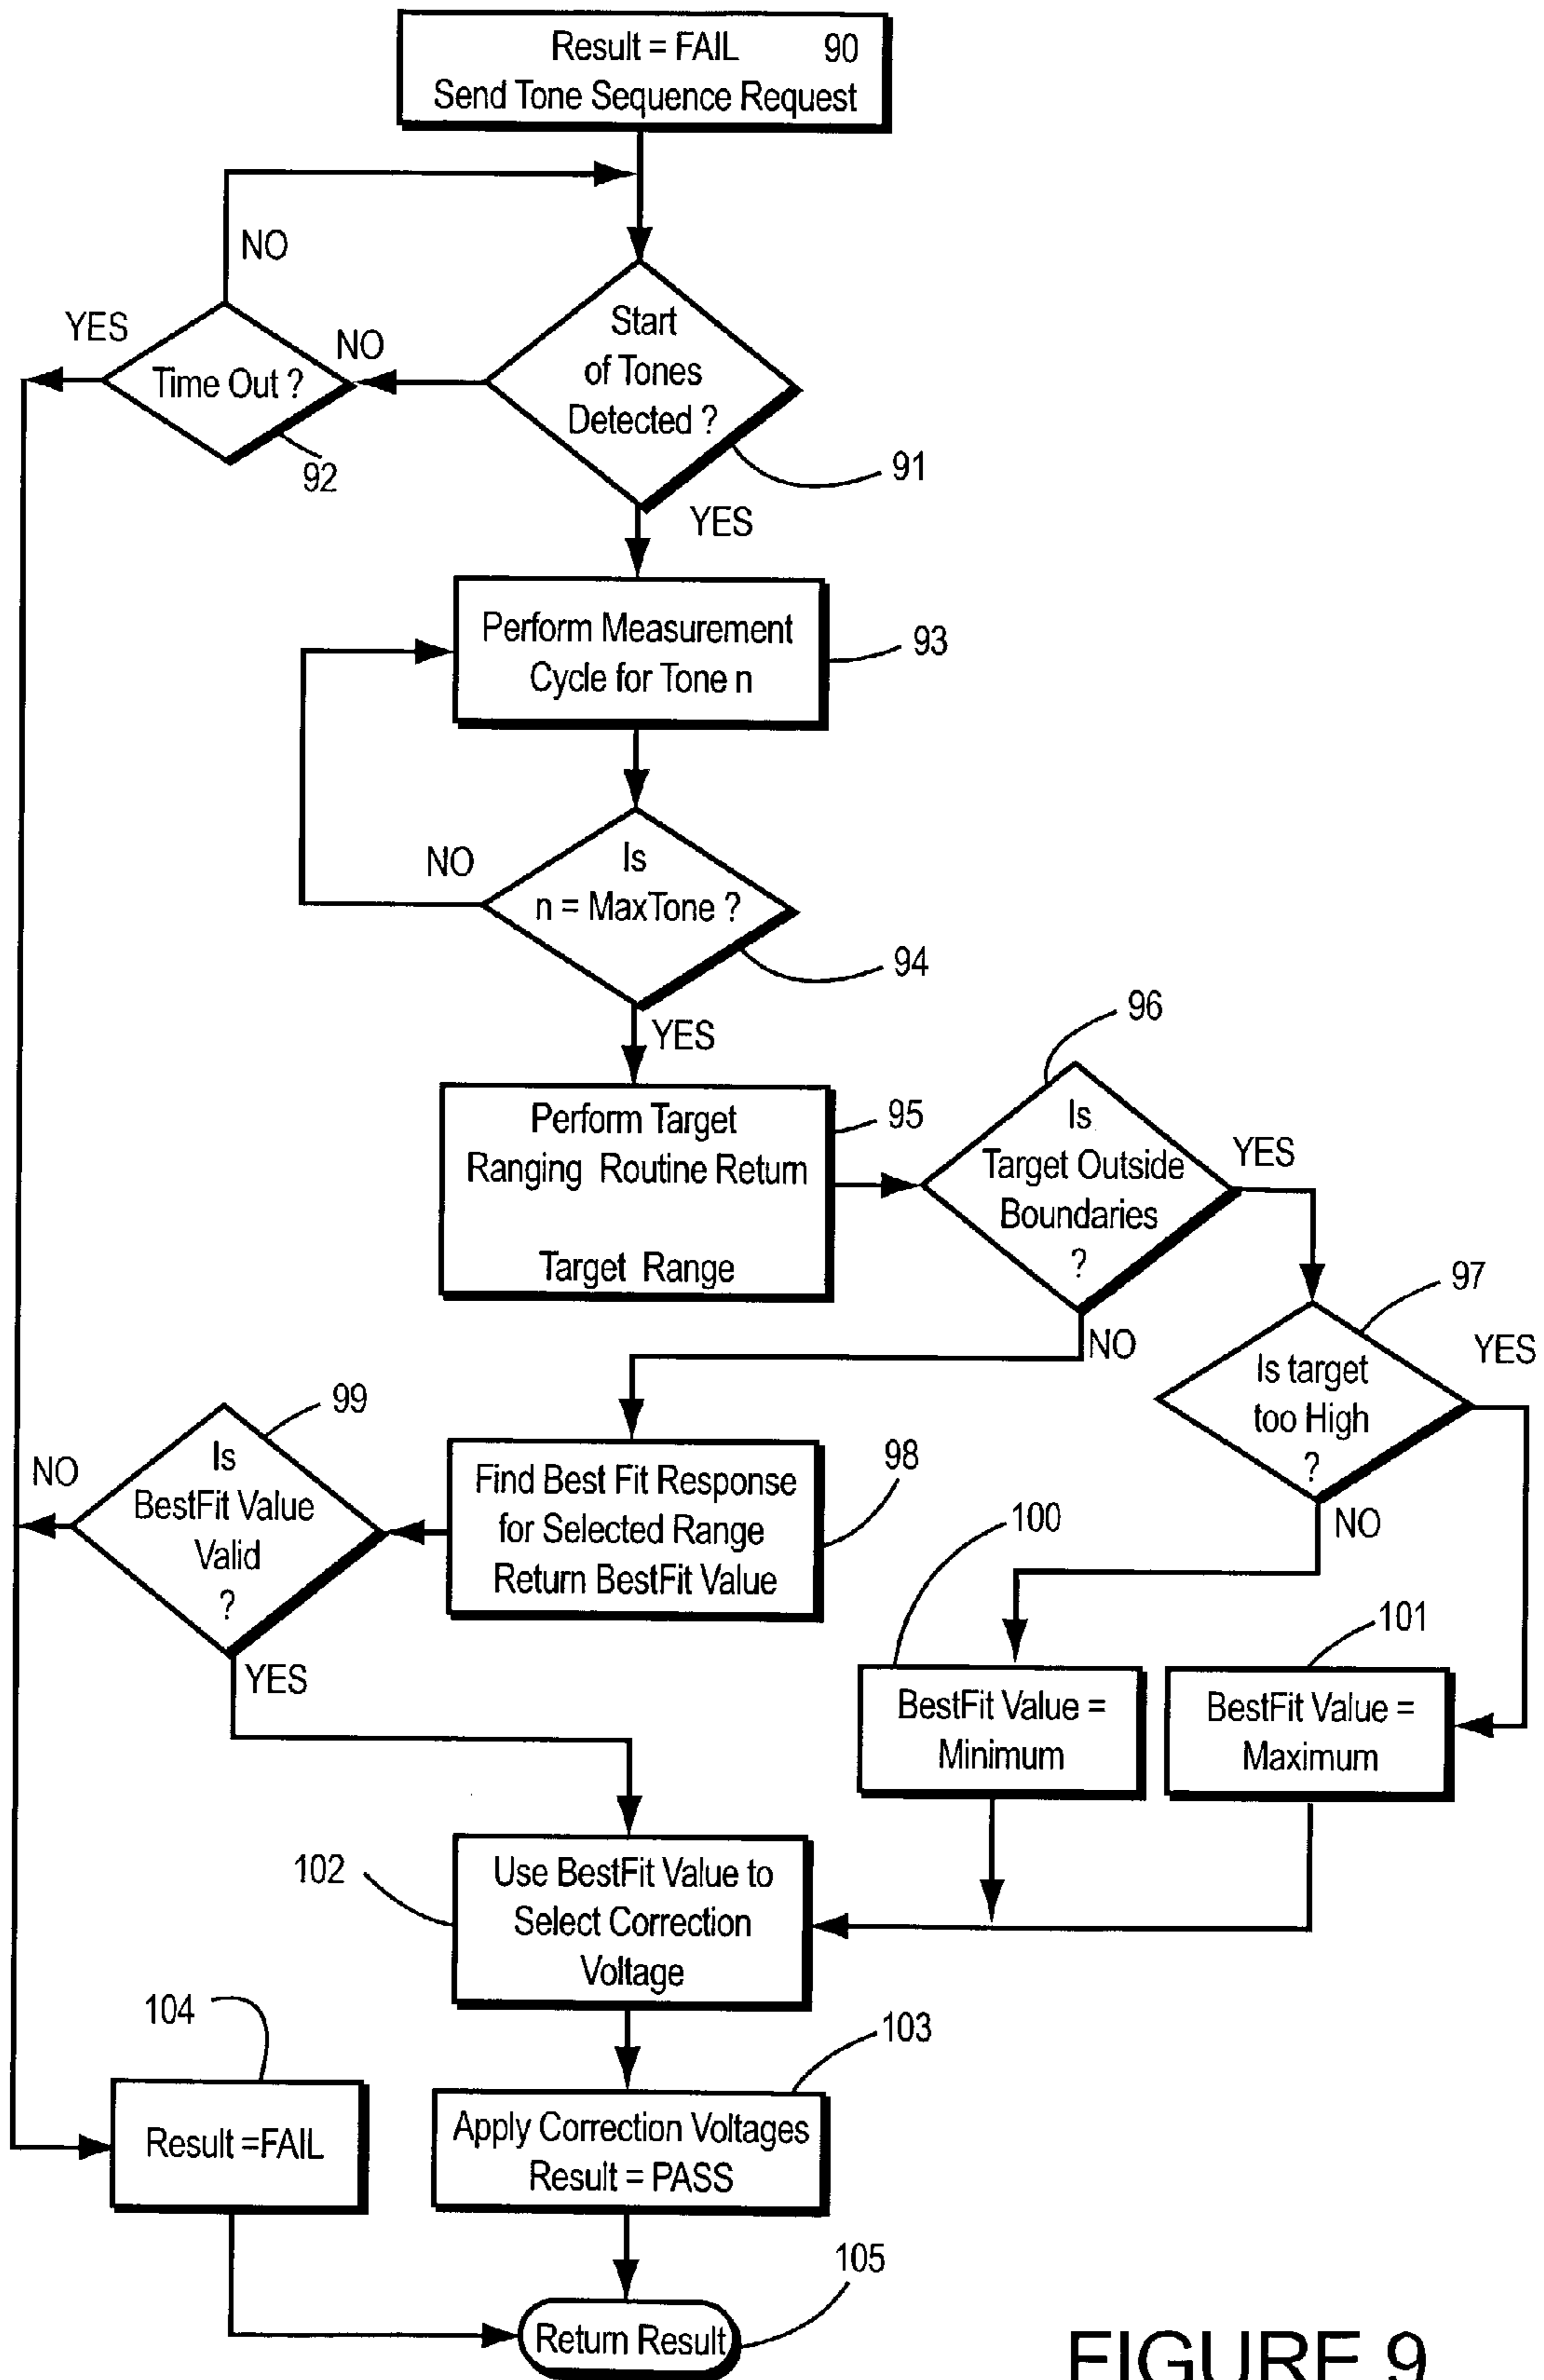 Result = FAIL 90
Send Tone Sequence Request
NO
YES
Time Out ?
NO
92
Start
of Tones
Detected ?
91
YES
Perform Measurement
Cycle for Tone n
93
NO
Is
n = MaxTone ?
94
YES
Perform Target
Ranging Routine Return
Target Range
95
96
Is
Target Outside
Boundaries
?
YES
NO
97
Is target
too High
?
YES
NO
99
Is
BestFit Value
Valid
?
NO
YES
98
Find Best Fit Response
for Selected Range
Return BestFit Value
100
101
BestFit Value =
Minimum
BestFit Value =
Maximum
102
Use BestFit Value to
Select Correction
Voltage
104
Result =FAIL
103
Apply Correction Voltages
Result = PASS
105
Return Result
FIGURE 9